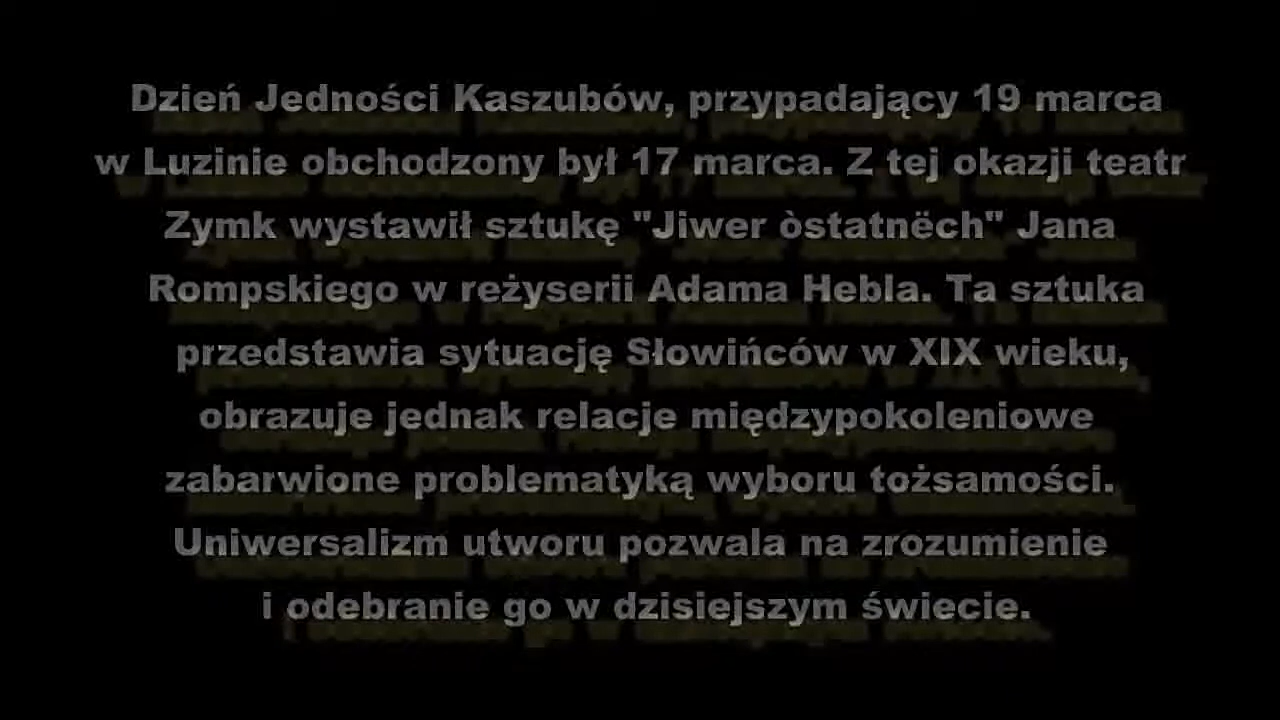 Dzień Jedności Kaszubów, przypadający 19 marca
w Luzinie obchodzony był 17 marca. Z tej okazji teatr
Zymk wystawił sztukę "Jiwer òstatnëch" Jana
Rompskiego w reżyserii Adama Hebla. Ta sztuka
przedstawia sytuację Słowińców w XIX wieku,
obrazuje jednak relacje międzypokoleniowe
zabarwione problematyką wyboru tożsamości.
Uniwersalizm utworu pozwala na zrozumienie
i odebranie go w dzisiejszym świecie.